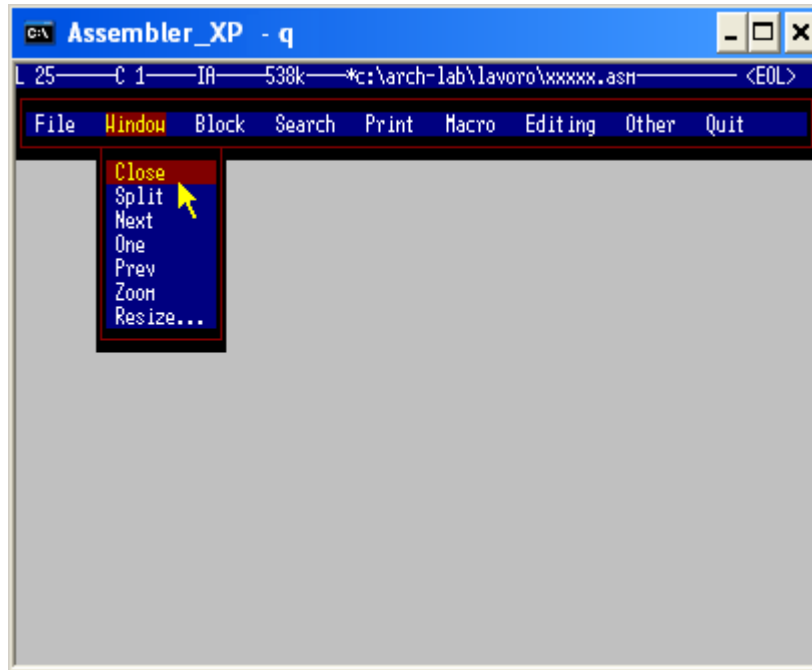 Assembler_XP - q
L 25 C 1 IA 538k *c:\arch-lab\lavoro\xxxxx.asm <EOL>
File Window Block Search Print Macro Editing Other Quit
Close
Split
Next
One
Prev
Zoom
Resize...